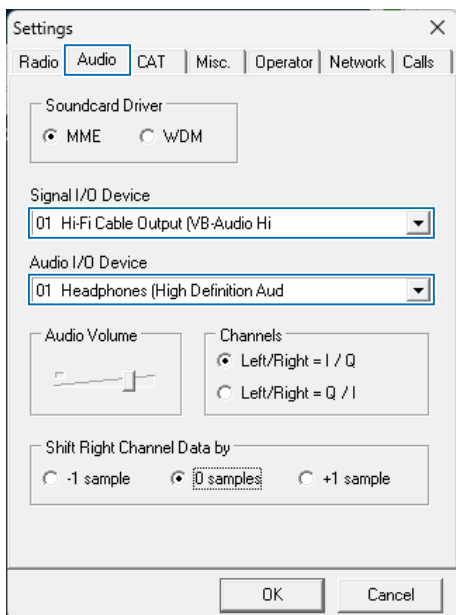 Settings
Radio Audio CAT Misc. Operator Network Calls
Soundcard Driver
MME WDM
Signal I/O Device
01 Hi-Fi Cable Output (VB-Audio Hi
Audio I/O Device
01 Headphones (High Definition Aud
Audio Volume
Channels
Left/Right = I / Q
Left/Right = Q / I
Shift Right Channel Data by
-1 sample 0 samples +1 sample
OK Cancel